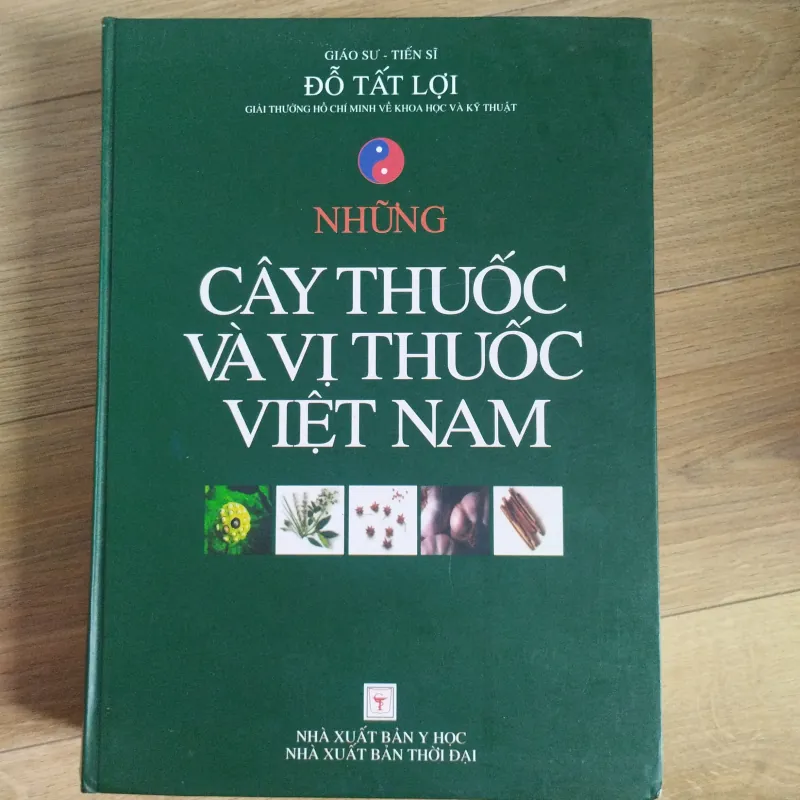 GIÁO SƯ - TIẾN SĨ
ĐỖ TẤT LỢI
GIẢI THƯỞNG HỒ CHÍ MINH VỀ KHOA HỌC VÀ KỸ THUẬT
NHỮNG
CÂY THUỐC
VÀ VỊ THUỐC
VIỆT NAM
NHÀ XUẤT BẢN Y HỌC
NHÀ XUẤT BẢN THỜI ĐẠI